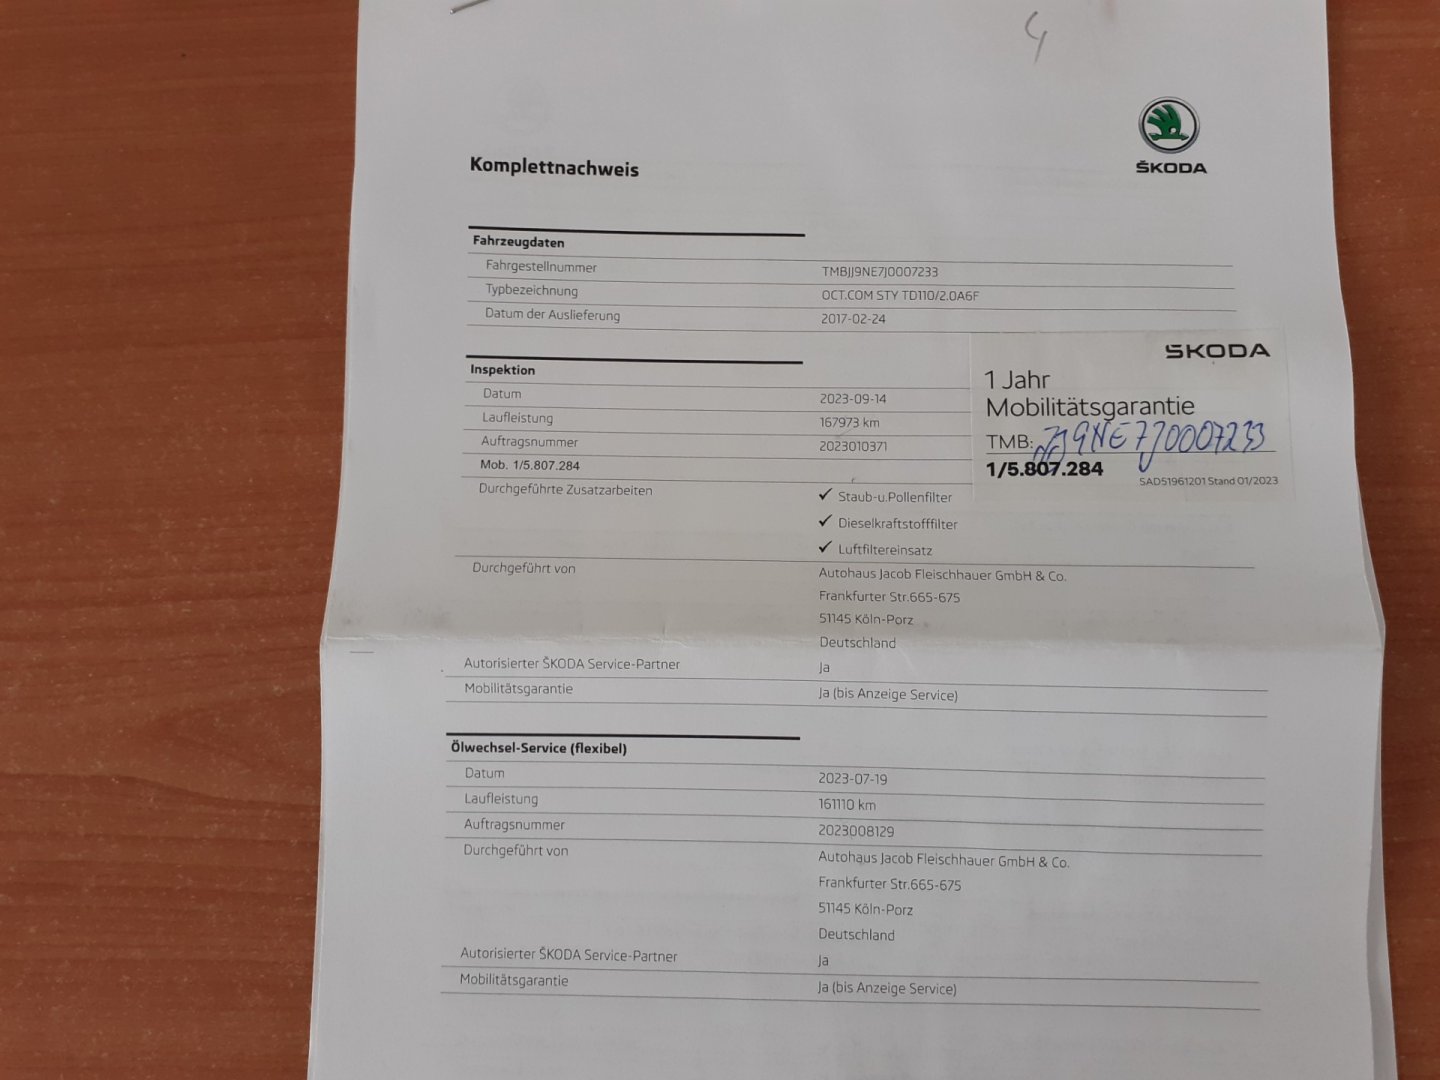 4
ŠKODA
Komplettnachweis
Fahrzeugdaten
Fahrgestellnummer TMBJJ9NE7J0007233
Typbezeichnung OCT.COM STY TD110/2.0A6F
Datum der Auslieferung 2017-02-24
Inspektion
Datum 2023-09-14
Laufleistung 167973 km
Auftragsnummer 2023010371
Mob. 1/5.807.284
ŠKODA
1 Jahr
Mobilitätsgarantie
TMB: JJ9NE7J0007233
1/5.807.284 SAD51961201 Stand 01/2023
Durchgeführte Zusatzarbeiten ✓ Staub-u.Pollenfilter
✓ Dieselkraftstofffilter
✓ Luftfiltereinsatz
Durchgeführt von Autohaus Jacob Fleischhauer GmbH & Co.
Frankfurter Str.665-675
51145 Köln-Porz
Deutschland
Autorisierter ŠKODA Service-Partner Ja
Mobilitätsgarantie Ja (bis Anzeige Service)
Ölwechsel-Service (flexibel)
Datum 2023-07-19
Laufleistung 161110 km
Auftragsnummer 2023008129
Durchgeführt von Autohaus Jacob Fleischhauer GmbH & Co.
Frankfurter Str.665-675
51145 Köln-Porz
Deutschland
Autorisierter ŠKODA Service-Partner Ja
Mobilitätsgarantie Ja (bis Anzeige Service)